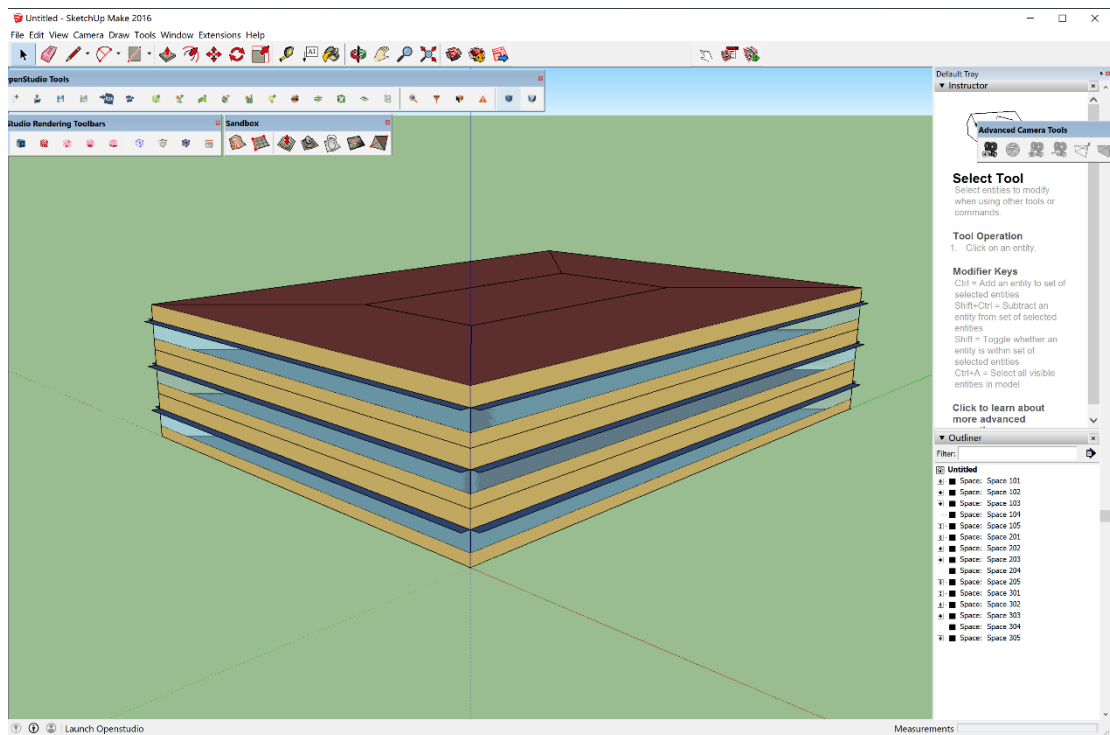 Untitled - SketchUp Make 2016
File Edit View Camera Draw Tools Window Extensions Help
A1
OpenStudio Tools
Studio Rendering Toolbars
Sandbox
Default Tray
Instructor
Advanced Camera Tools
Select Tool
Select entities to modify
when using other tools or
commands.
Tool Operation
1. Click on an entity.
Modifier Keys
Ctrl = Add an entity to set of
selected entities
Shift+Ctrl = Subtract an
entity from set of selected
entities
Shift = Toggle whether an
entity is within set of
selected entities
Ctrl+A = Select all visible
entities in model
Click to learn about
more advanced
Outliner
Filter:
Untitled
Space: Space 101
Space: Space 102
Space: Space 103
Space: Space 104
Space: Space 105
Space: Space 201
Space: Space 202
Space: Space 203
Space: Space 204
Space: Space 205
Space: Space 301
Space: Space 302
Space: Space 303
Space: Space 304
Space: Space 305
Launch Openstudio
Measurements